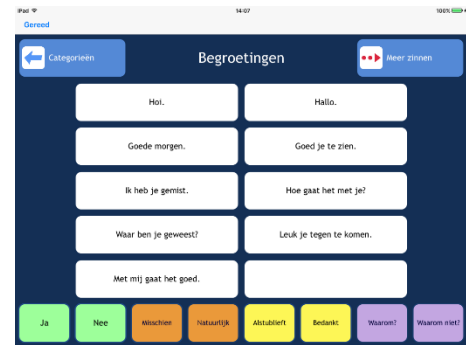 iPad 14:07 100%
Gereed
Categorieën Begroetingen Meer zinnen
Hoi. Hallo.
Goede morgen. Goed je te zien.
Ik heb je gemist. Hoe gaat het met je?
Waar ben je geweest? Leuk je tegen te komen.
Met mij gaat het goed.
Ja Nee Misschien Natuurlijk Alstublieft Bedankt Waarom? Waarom niet?